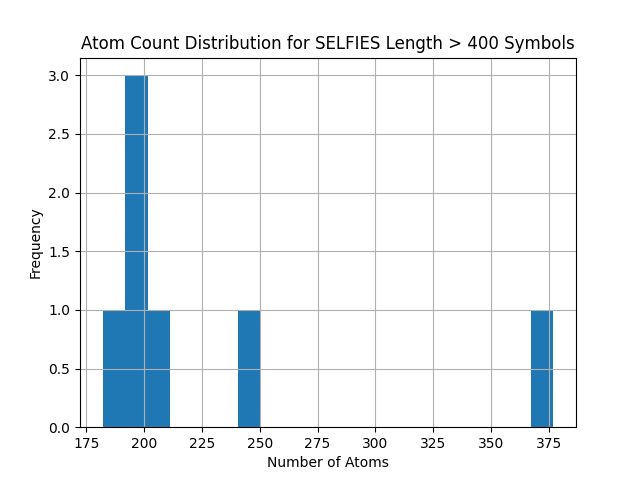 Atom Count Distribution for SELFIES Length > 400 Symbols
3.0
2.5
2.0
1.5
1.0
0.5
0.0
Frequency
175 200 225 250 275 300 325 350 375
Number of Atoms